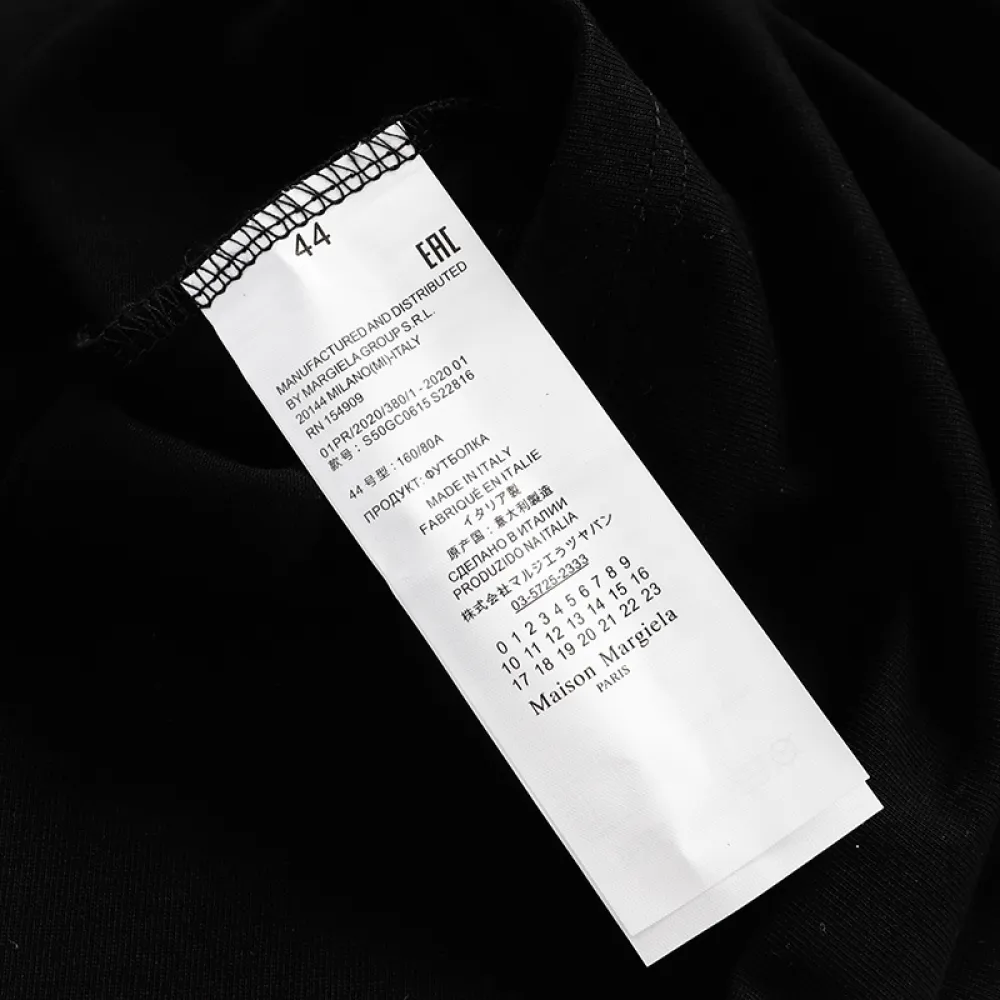 44
EAC
MANUFACTURED AND DISTRIBUTED
BY MARGIELA GROUP S.R.L.
20144 MILANO(MI)-ITALY
RN 154909
01PR/2020/380/1 - 2020 01
款号：S50GC0615 S22816
44 号型：160/80A
ПРОДУКТ: ФУТБОЛКА
MADE IN ITALY
FABRIQUÉ EN ITALIE
イタリア製
原产国：意大利製造
СДЕЛАНО В ИТАЛИИ
PRODUZIDO NA ITALIA
株式会社マルジエラヅヤパン
03-5725-2333
0 1 2 3 4 5 6 7 8 9
10 11 12 13 14 15 16
17 18 19 20 21 22 23
Maison Margiela
PARIS